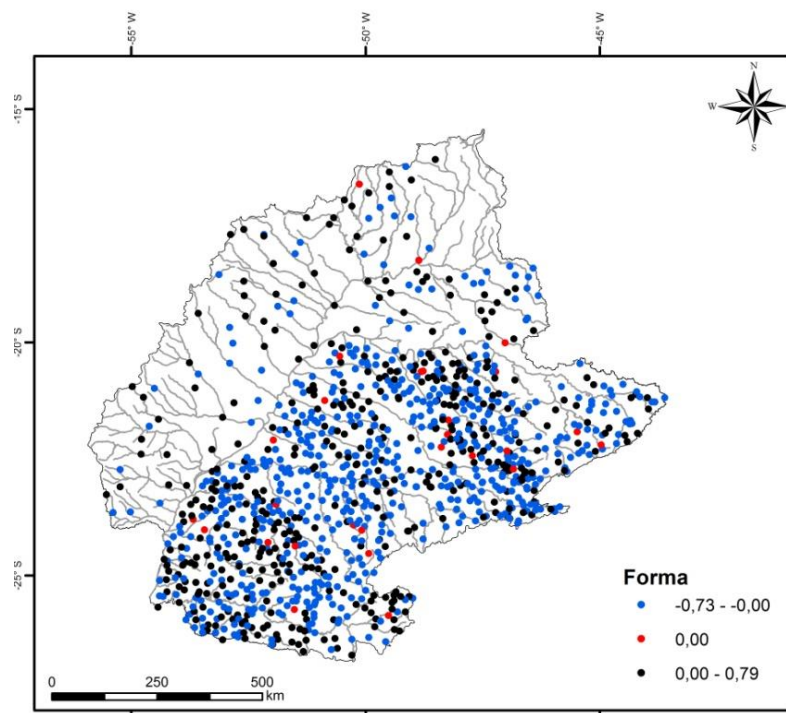 -55° W
-50° W
-45° W
N
W
E
S
-15° S
-20° S
-25° S
Forma
-0,73 - -0,00
0,00
0,00 - 0,79
0 250 500
km